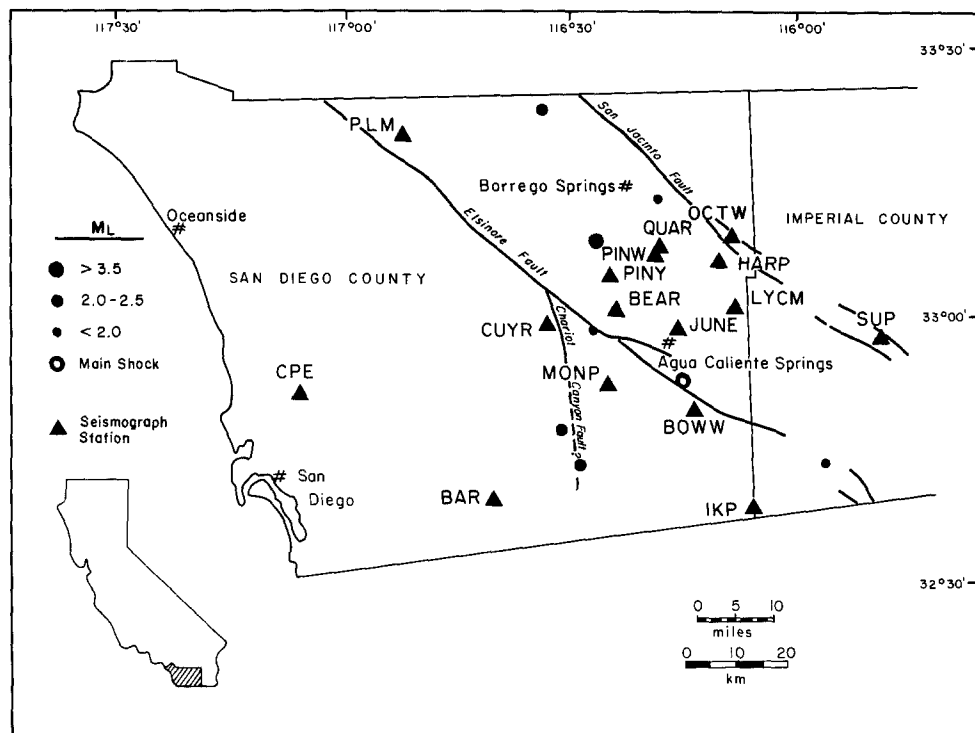 117°30'
117°00'
116°30'
116°00'
33°30'
PLM
San Jacinto Fault
Borrego Springs #
OCTW
Oceanside
#
QUAR
IMPERIAL COUNTY
ML
Elsinore Fault
PINW
HARP
> 3.5
SAN DIEGO COUNTY
PINY
2.0-2.5
BEAR
LYCM
< 2.0
CUYR
JUNE
SUP
33°00'
Main Shock
Chariot Canyon Fault ?
#
Agua Caliente Springs
CPE
MONP
Seismograph
Station
BOWW
# San
Diego
BAR
IKP
32°30'
0 5 10
miles
0 10 20
km